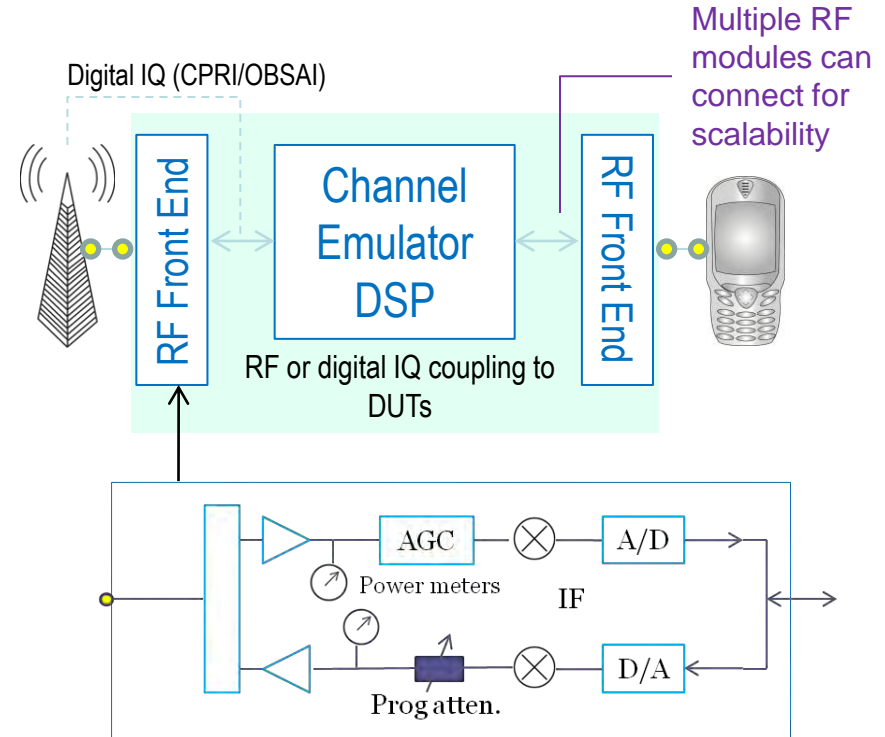 Multiple RF
modules can
connect for
scalability
Digital IQ (CPRI/OBSAI)
RF Front End
Channel
Emulator
DSP
RF Front End
RF or digital IQ coupling to
DUTs
AGC
A/D
Power meters
IF
D/A
Prog atten.